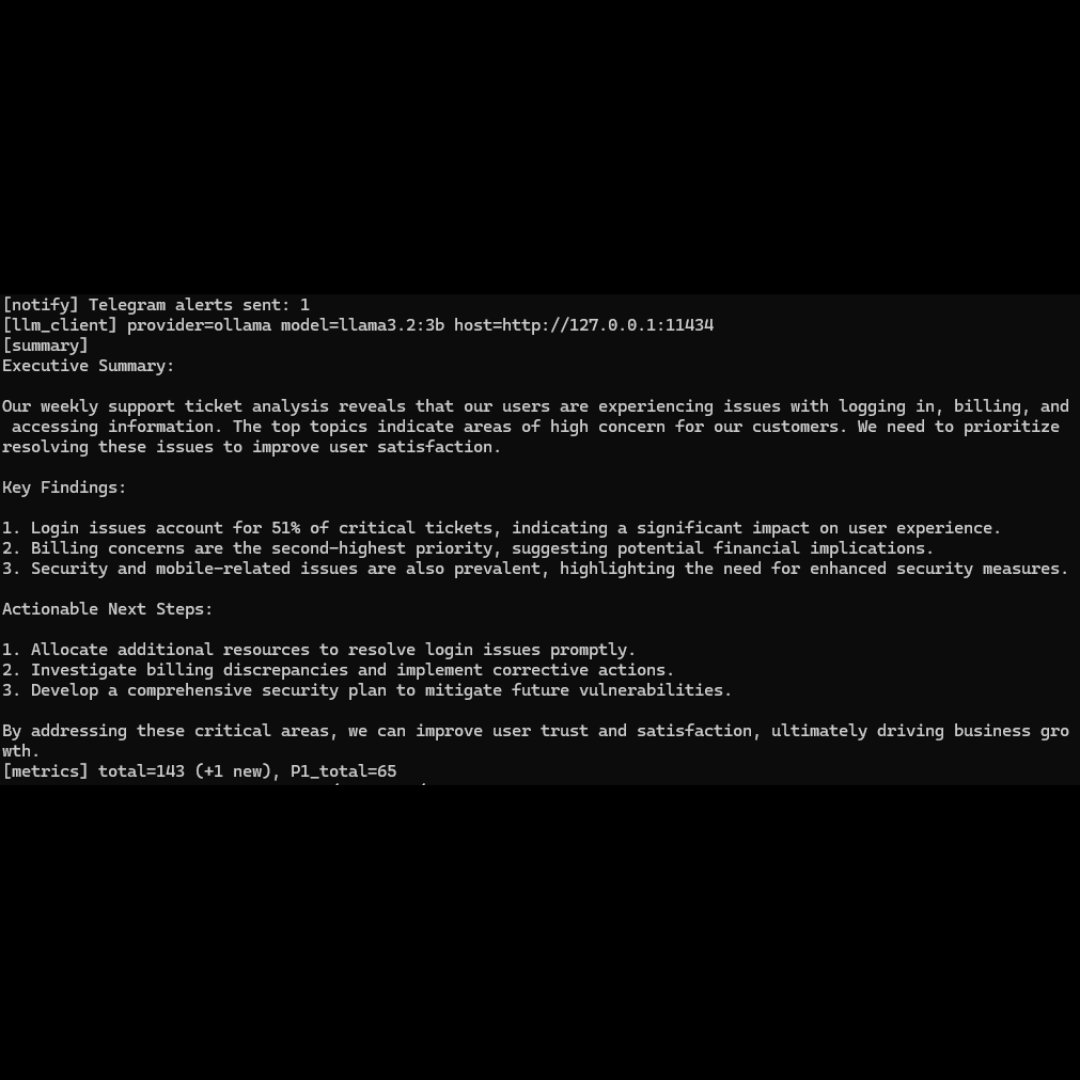 [notify] Telegram alerts sent: 1
[llm_client] provider=ollama model=llama3.2:3b host=http://127.0.0.1:11434
[summary]
Executive Summary:
Our weekly support ticket analysis reveals that our users are experiencing issues with logging in, billing, and
accessing information. The top topics indicate areas of high concern for our customers. We need to prioritize
resolving these issues to improve user satisfaction.
Key Findings:
1. Login issues account for 51% of critical tickets, indicating a significant impact on user experience.
2. Billing concerns are the second-highest priority, suggesting potential financial implications.
3. Security and mobile-related issues are also prevalent, highlighting the need for enhanced security measures.
Actionable Next Steps:
1. Allocate additional resources to resolve login issues promptly.
2. Investigate billing discrepancies and implement corrective actions.
3. Develop a comprehensive security plan to mitigate future vulnerabilities.
By addressing these critical areas, we can improve user trust and satisfaction, ultimately driving business gro
wth.
[metrics] total=143 (+1 new), P1_total=65